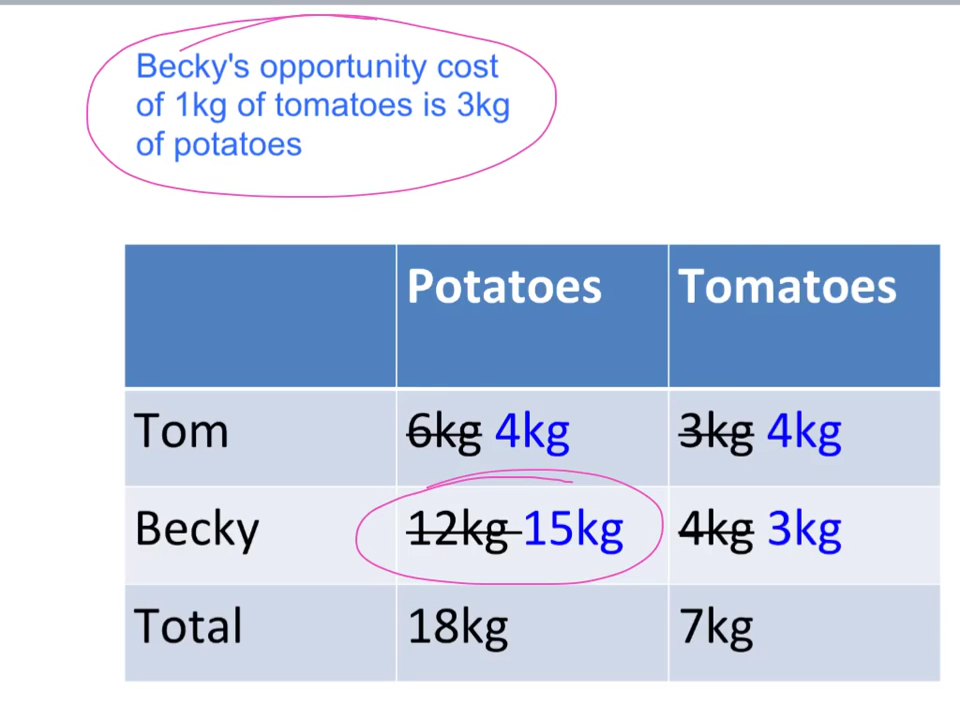 Becky's opportunity cost
of 1kg of tomatoes is 3kg
of potatoes
Potatoes Tomatoes
Tom 6kg 4kg 3kg 4kg
Becky 12kg 15kg 4kg 3kg
Total 18kg 7kg